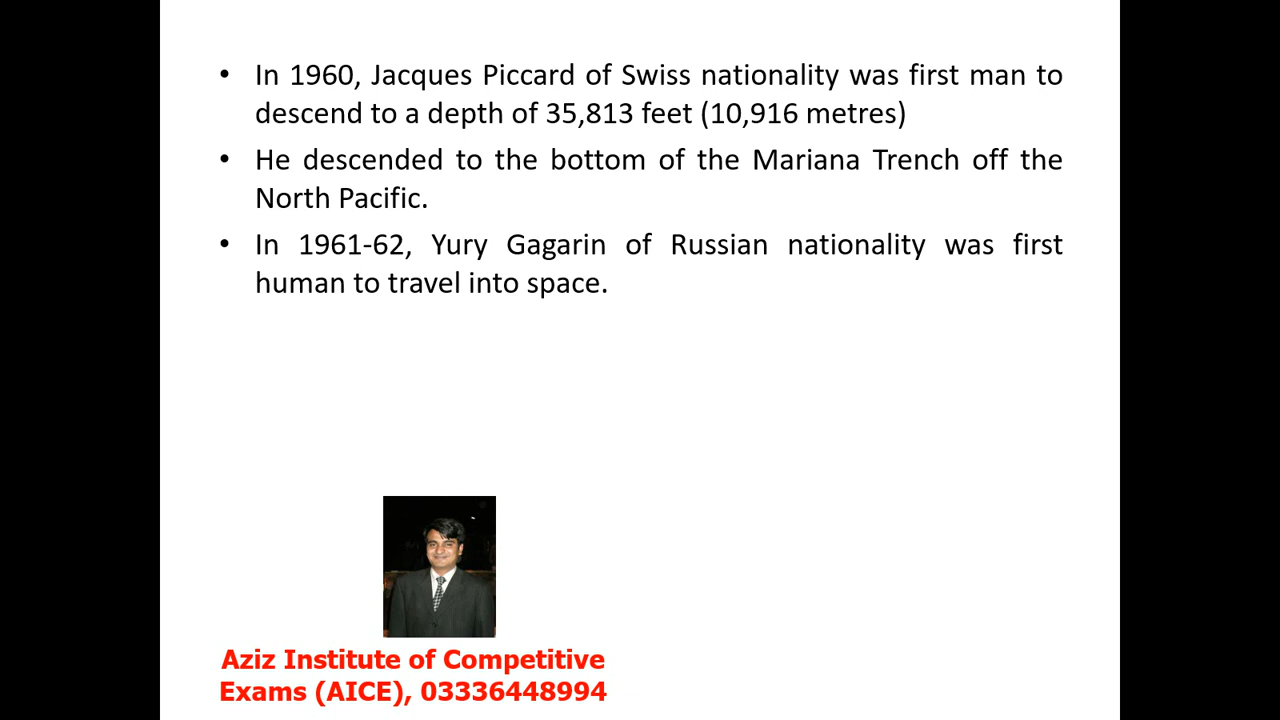 • In 1960, Jacques Piccard of Swiss nationality was first man to
descend to a depth of 35,813 feet (10,916 metres)
• He descended to the bottom of the Mariana Trench off the
North Pacific.
• In 1961-62, Yury Gagarin of Russian nationality was first
human to travel into space.
Aziz Institute of Competitive
Exams (AICE), 03336448994